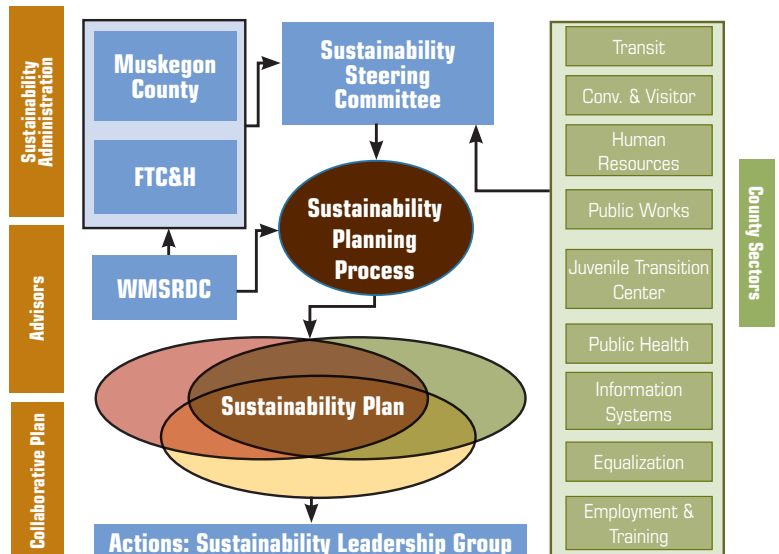 Sustainability
Administration
Muskegon
County
FTC&H
Sustainability
Steering
Committee
Advisors
WMSRDC
Sustainability
Planning
Process
Collaborative Plan
Sustainability Plan
Actions: Sustainability Leadership Group
Transit
Conv. & Visitor
Human
Resources
Public Works
Juvenile Transition
Center
Public Health
Information
Systems
Equalization
Employment &
Training
County Sectors